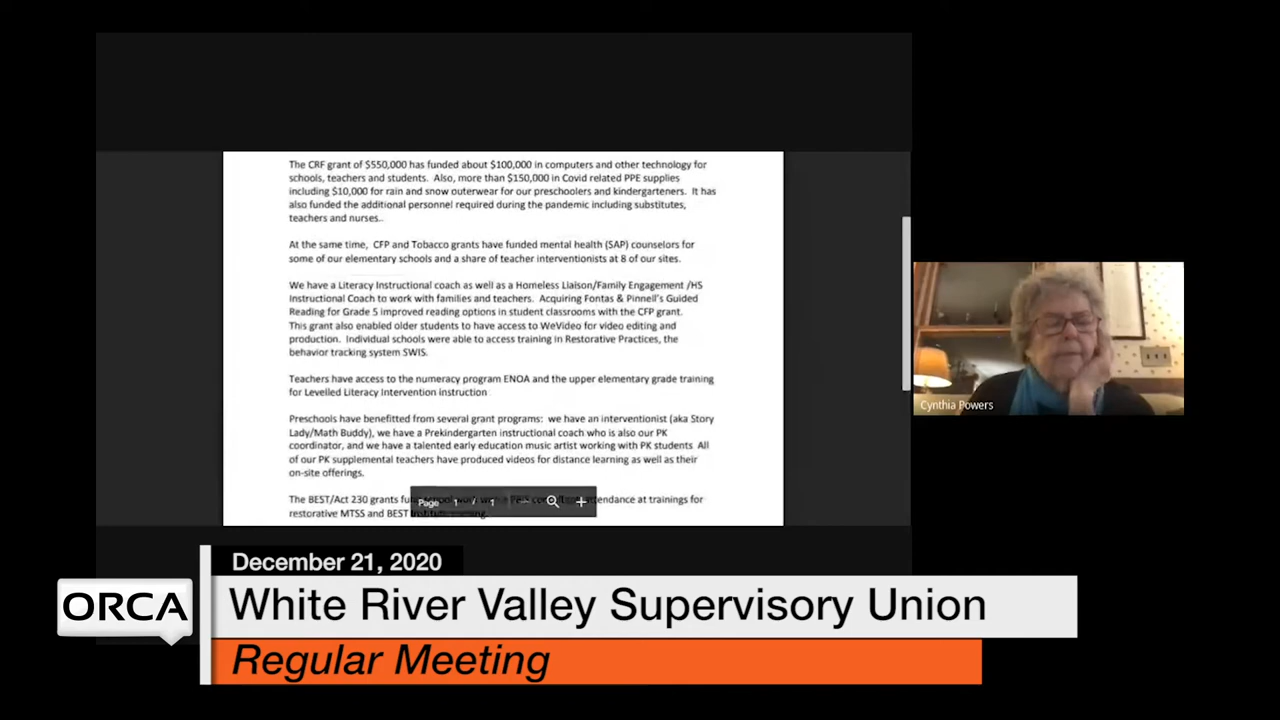 The CRF grant of $550,000 has funded about $100,000 in computers and other technology for
schools, teachers and students. Also, more than $150,000 in Covid related PPE supplies
including $10,000 for rain and snow outerwear for our preschoolers and kindergarteners. It has
also funded the additional personnel required during the pandemic including substitutes,
teachers and nurses..
At the same time, CFP and Tobacco grants have funded mental health (SAP) counselors for
some of our elementary schools and a share of teacher interventionists at 8 of our sites.
We have a Literacy Instructional coach as well as a Homeless Liaison/Family Engagement /HS
Instructional Coach to work with families and teachers. Acquiring Fontas & Pinnell's Guided
Reading for Grade 5 improved reading options in student classrooms with the CFP grant.
This grant also enabled older students to have access to WeVideo for video editing and
production. Individual schools were able to access training in Restorative Practices, the
behavior tracking system SWIS.
Teachers have access to the numeracy program ENOA and the upper elementary grade training
for Levelled Literacy Intervention instruction
Preschools have benefitted from several grant programs: we have an interventionist (aka Story
Lady/Math Buddy), we have a Prekindergarten instructional coach who is also our PK
coordinator, and we have a talented early education music artist working with PK students All
of our PK supplemental teachers have produced videos for distance learning as well as their
on-site offerings.
The BEST/Act 230 grants attendance at trainings for
restorative MTSS and BEST
Page 1 / 1
Cynthia Powers
December 21, 2020
ORCA
White River Valley Supervisory Union
Regular Meeting